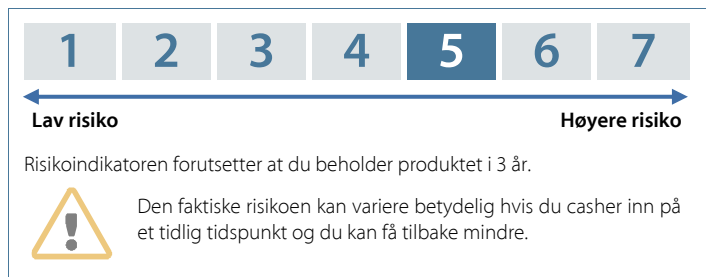 1 2 3 4 5 6 7
Lav risiko Høyere risiko
Risikoindikatoren forutsetter at du beholder produktet i 3 år.
Den faktiske risikoen kan variere betydelig hvis du casher inn på
et tidlig tidspunkt og du kan få tilbake mindre.